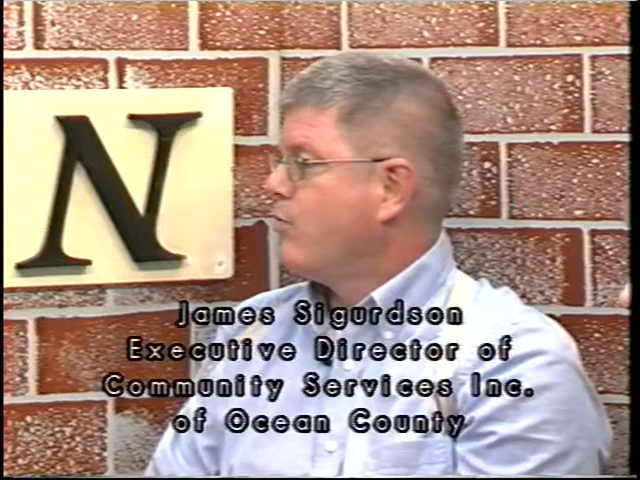 N
James Sigurdson
Executive Director of
Community Services Inc.
of Ocean County